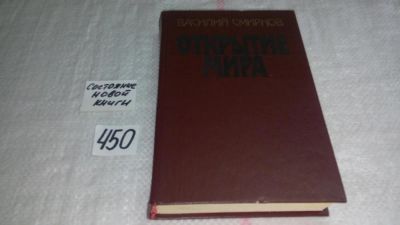 ВАСИЛИЙ СМИРНОВ
ОТКРЫТИЕ
МИРА
СОСТОЯНИЕ
НОВОЙ
КНИГИ
450